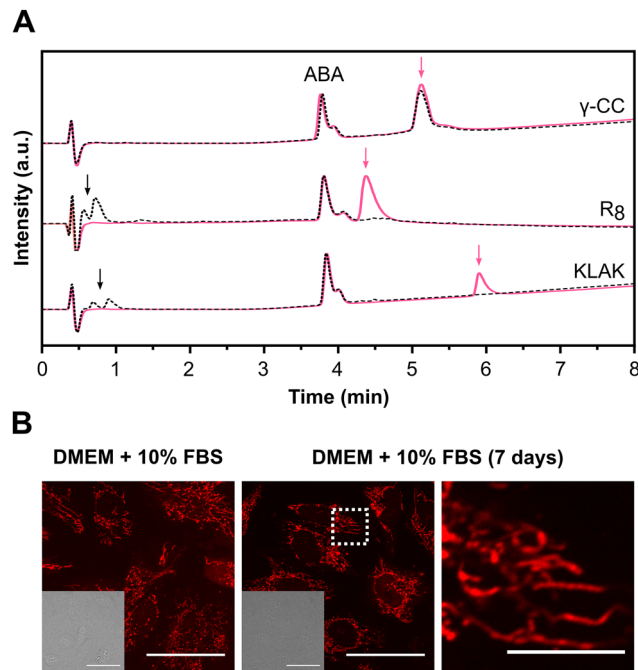 A
ABA
γ-CC
R8
KLAK
Intensity (a.u.)
0 1 2 3 4 5 6 7 8
Time (min)
B
DMEM + 10% FBS
DMEM + 10% FBS (7 days)